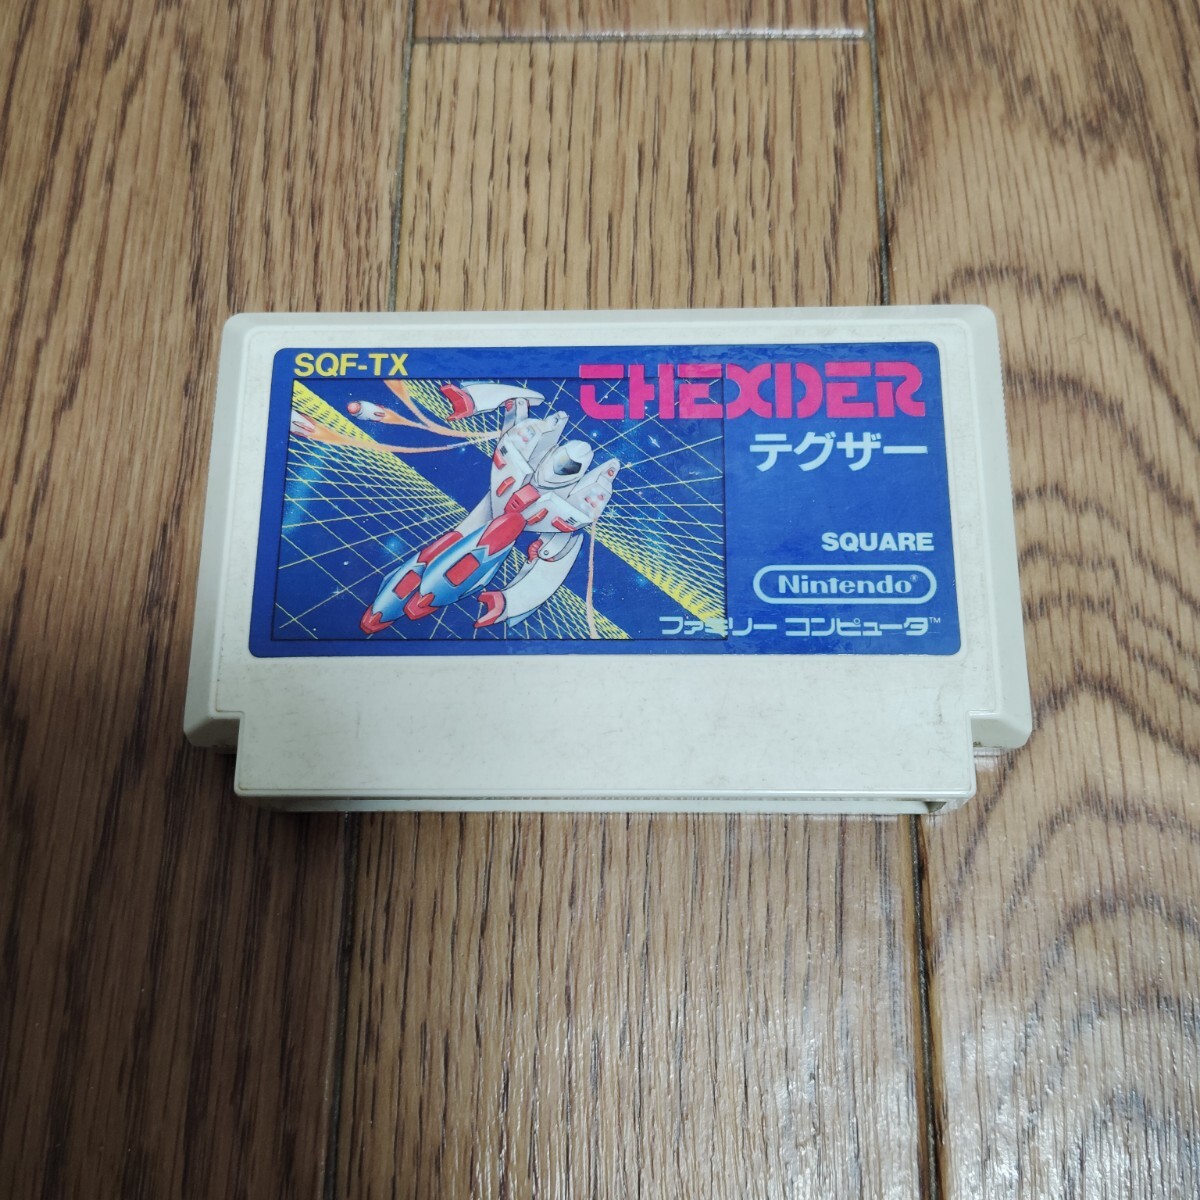 SQF-TX
THEXDER
テグザー
SQUARE
Nintendo®
ファミリー コンピュータ™